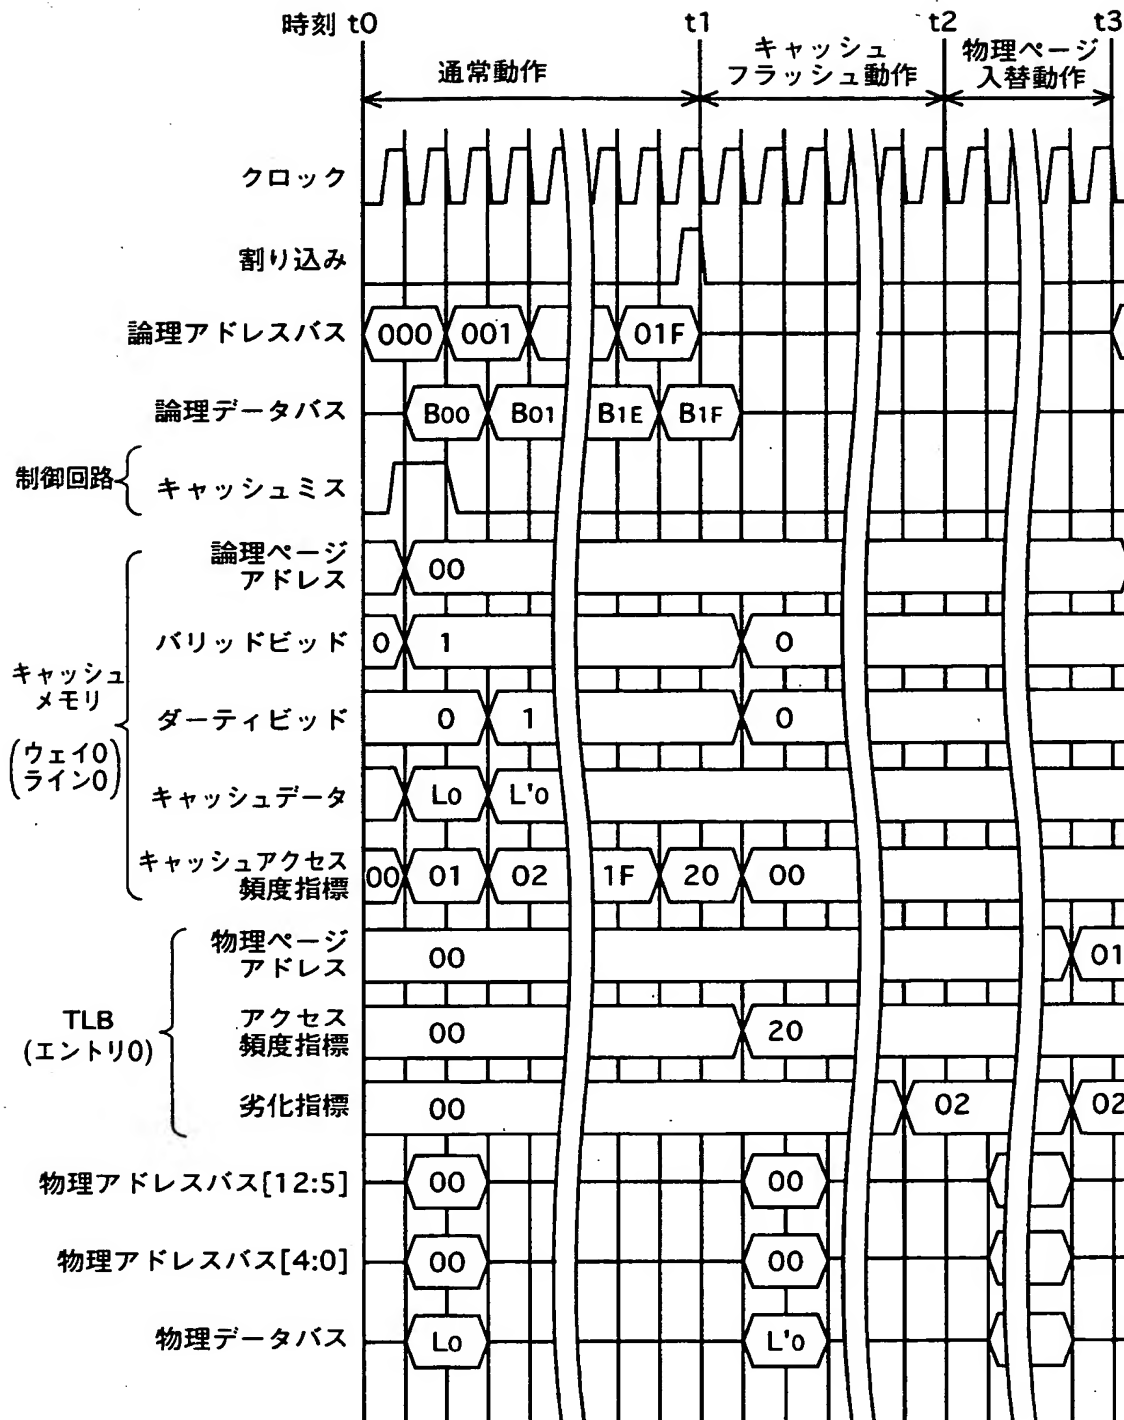 時刻 t0 t1 t2 t3
通常動作
キャッシュ
フラッシュ動作
物理ページ
入替動作
クロック
割り込み
論理アドレスバス 000 001 01F
論理データバス B00 B01 B1E B1F
制御回路
キャッシュミス
論理ページ
アドレス
00
バリッドビッド 0 1 0
キャッシュ
メモリ
(ウェイ0
ライン0)
ダーティビッド 0 1 0
キャッシュデータ L0 L'0
キャッシュアクセス
頻度指標
00 01 02 1F 20 00
物理ページ
アドレス
00 01
TLB
(エントリ0)
アクセス
頻度指標
00 20
劣化指標 00 02 02
物理アドレスバス[12:5] 00 00
物理アドレスバス[4:0] 00 00
物理データバス L0 L'0